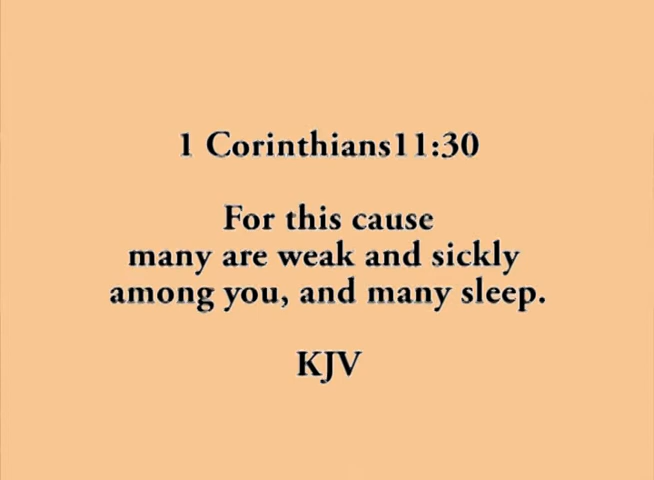 1 Corinthians11:30
For this cause
many are weak and sickly
among you, and many sleep.
KJV